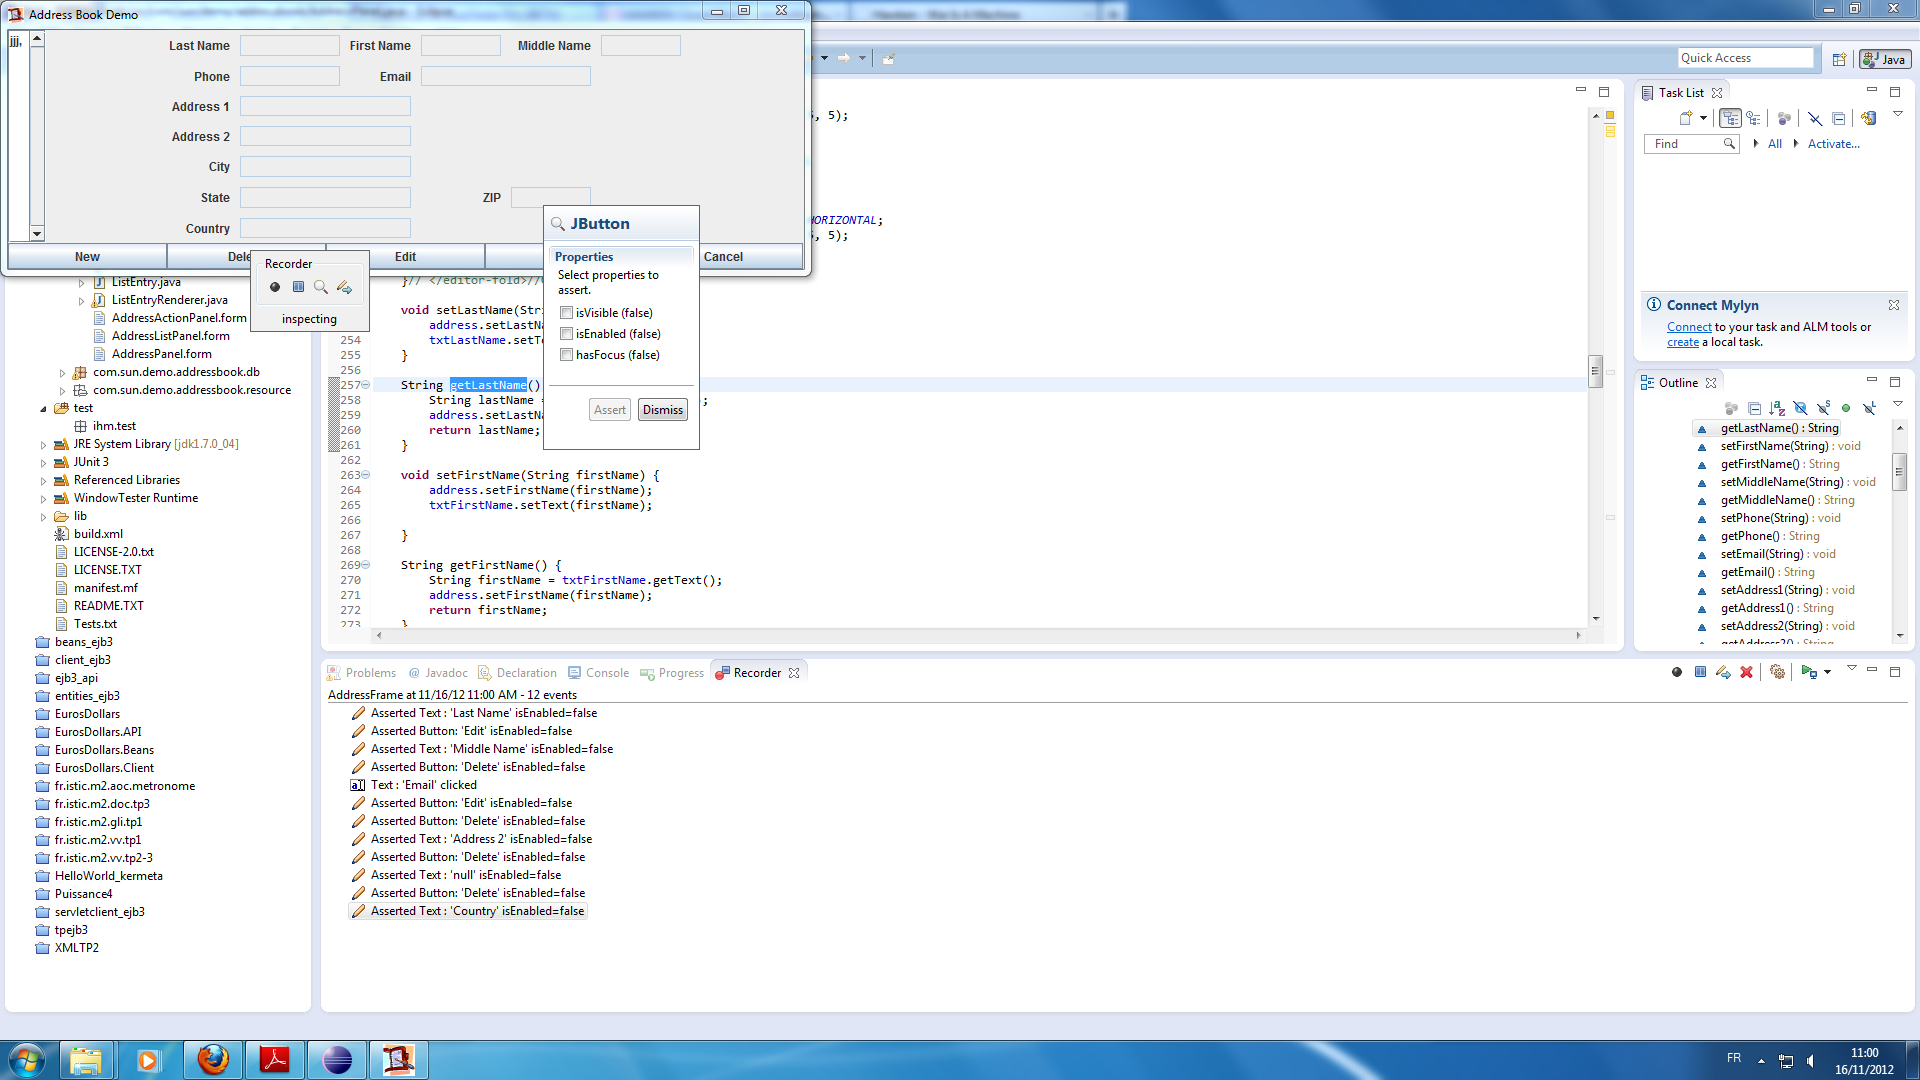 Address Book Demo
jjj,
Last Name
First Name
Middle Name
Phone
Email
Address 1
Address 2
City
State
ZIP
Country
New
Dele
Edit
Cancel
Recorder
inspecting
JButton
Properties
Select properties to
assert.
isVisible (false)
isEnabled (false)
hasFocus (false)
Assert
Dismiss
Quick Access
Java
ListEntry.java
ListEntryRenderer.java
AddressActionPanel.form
AddressListPanel.form
AddressPanel.form
com.sun.demo.addressbook.db
com.sun.demo.addressbook.resource
test
ihm.test
JRE System Library [jdk1.7.0_04]
JUnit 3
Referenced Libraries
WindowTester Runtime
lib
build.xml
LICENSE-2.0.txt
LICENSE.TXT
manifest.mf
README.TXT
Tests.txt
beans_ejb3
client_ejb3
ejb3_api
entities_ejb3
EurosDollars
EurosDollars.API
EurosDollars.Beans
EurosDollars.Client
fr.istic.m2.aoc.metronome
fr.istic.m2.doc.tp3
fr.istic.m2.gli.tp1
fr.istic.m2.vv.tp1
fr.istic.m2.vv.tp2-3
HelloWorld_kermeta
Puissance4
servletclient_ejb3
tpejb3
XMLTP2
, 5);
HORIZONTAL;
, 5);
}// </editor-fold>//
void setLastName(Str
address.setLastNa
254 txtLastName.setT
255 }
256
257 String getLastName()
258 String lastName = ;
259 address.setLastNa
260 return lastName;
261 }
262
263 void setFirstName(String firstName) {
264 address.setFirstName(firstName);
265 txtFirstName.setText(firstName);
266
267 }
268
269 String getFirstName() {
270 String firstName = txtFirstName.getText();
271 address.setFirstName(firstName);
272 return firstName;
273 }
Task List
Find
All
Activate...
Connect Mylyn
Connect to your task and ALM tools or
create a local task.
Outline
getLastName() : String
setFirstName(String) : void
getFirstName() : String
setMiddleName(String) : void
getMiddleName() : String
setPhone(String) : void
getPhone() : String
setEmail(String) : void
getEmail() : String
setAddress1(String) : void
getAddress1() : String
setAddress2(String) : void
getAddress2() : String
Problems
@ Javadoc
Declaration
Console
Progress
Recorder
AddressFrame at 11/16/12 11:00 AM - 12 events
Asserted Text : 'Last Name' isEnabled=false
Asserted Button: 'Edit' isEnabled=false
Asserted Text : 'Middle Name' isEnabled=false
Asserted Button: 'Delete' isEnabled=false
Text : 'Email' clicked
Asserted Button: 'Edit' isEnabled=false
Asserted Button: 'Delete' isEnabled=false
Asserted Text : 'Address 2' isEnabled=false
Asserted Button: 'Delete' isEnabled=false
Asserted Text : 'null' isEnabled=false
Asserted Button: 'Delete' isEnabled=false
Asserted Text : 'Country' isEnabled=false
FR
11:00
16/11/2012